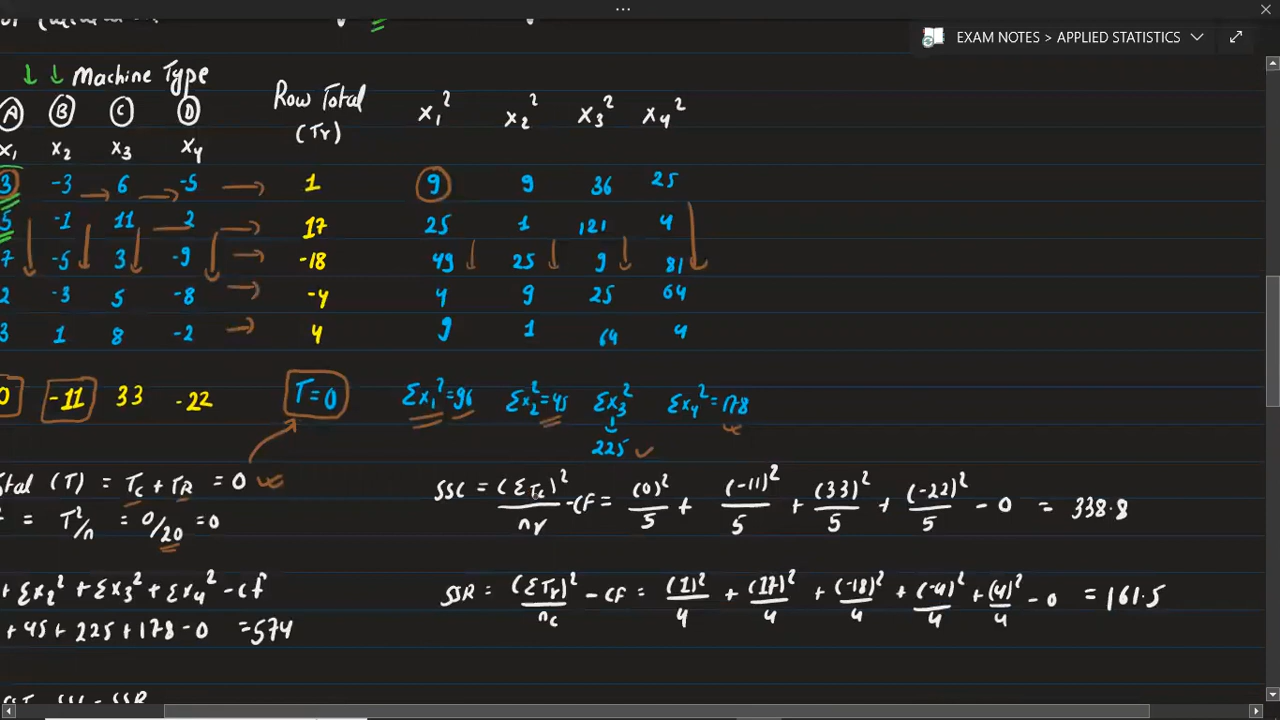 EXAM NOTES > APPLIED STATISTICS
Machine Type
A B C D Row Total (Tr) x₁² x₂² x₃² x₄²
x₁ x₂ x₃ x₄
3 -3 6 -5 1 9 9 36 25
5 -1 11 2 17 25 1 121 4
7 -5 3 -9 -18 49 25 9 81
2 -3 5 -8 -4 4 9 25 64
3 1 8 -2 4 9 1 64 4
0 -11 33 -22 T=0 Σx₁²=96 Σx₂²=45 Σx₃² Σx₄²=178
225
(T) = Tc + TR = 0
= T²/n = 0/20 = 0
+ Σx₂² + Σx₃² + Σx₄² - cf
+ 45 + 225 + 178 - 0 = 574
SSC = (ΣTc)²/nr - CF = (0)²/5 + (-11)²/5 + (33)²/5 + (-22)²/5 - 0 = 338.8
SSR = (ΣTr)²/nc - CF = (1)²/4 + (17)²/4 + (-18)²/4 + (-4)²/4 + (4)²/4 - 0 = 161.5